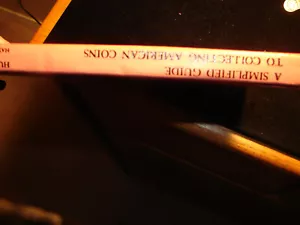 A SIMPLIFIED GUIDE
TO COLLECTING AMERICAN COINS